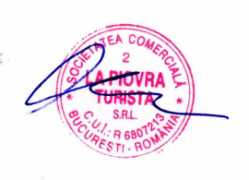 SOCIETATEA COMERCIALĂ
2
LA PIOVRA
TURISTA
S.R.L.
C.U.I.: R 6807213
BUCUREȘTI - ROMÂNIA